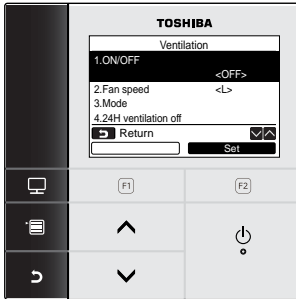 TOSHIBA
Ventilation
1.ON/OFF
<OFF>
2.Fan speed <L>
3.Mode
4.24H ventilation off
Return
Set
F1 F2